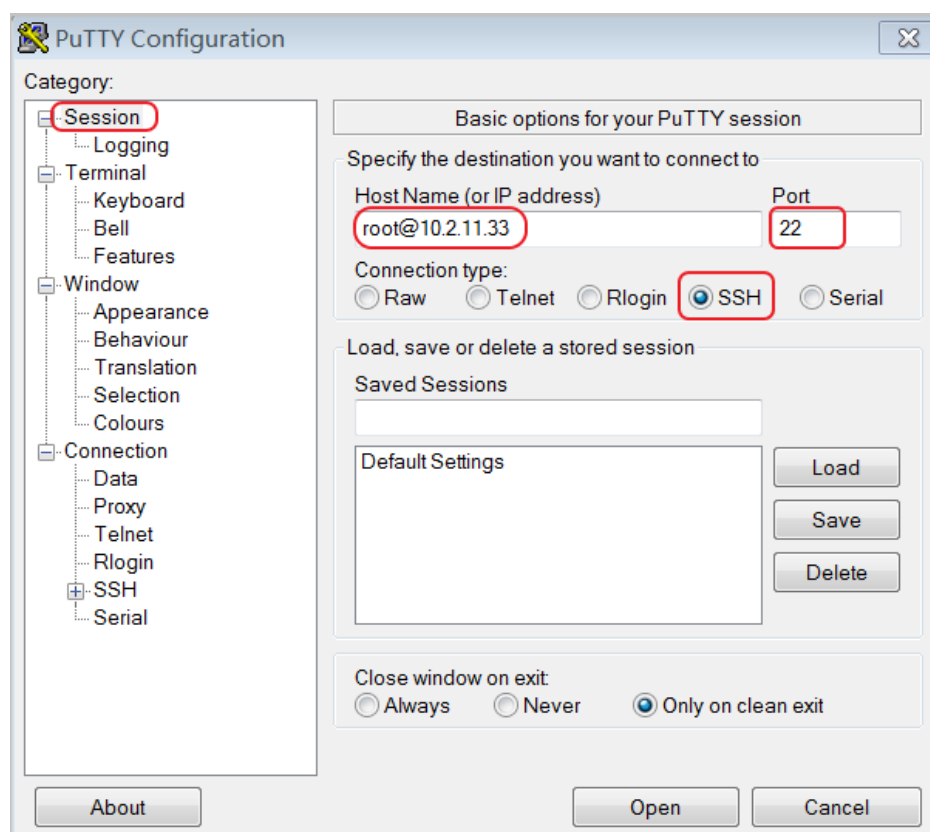 PuTTY Configuration
Category:
Session
Logging
Terminal
Keyboard
Bell
Features
Window
Appearance
Behaviour
Translation
Selection
Colours
Connection
Data
Proxy
Telnet
Rlogin
SSH
Serial
Basic options for your PuTTY session
Specify the destination you want to connect to
Host Name (or IP address) Port
root@10.2.11.33 22
Connection type:
Raw Telnet Rlogin SSH Serial
Load, save or delete a stored session
Saved Sessions
Default Settings
Load
Save
Delete
Close window on exit:
Always Never Only on clean exit
About Open Cancel